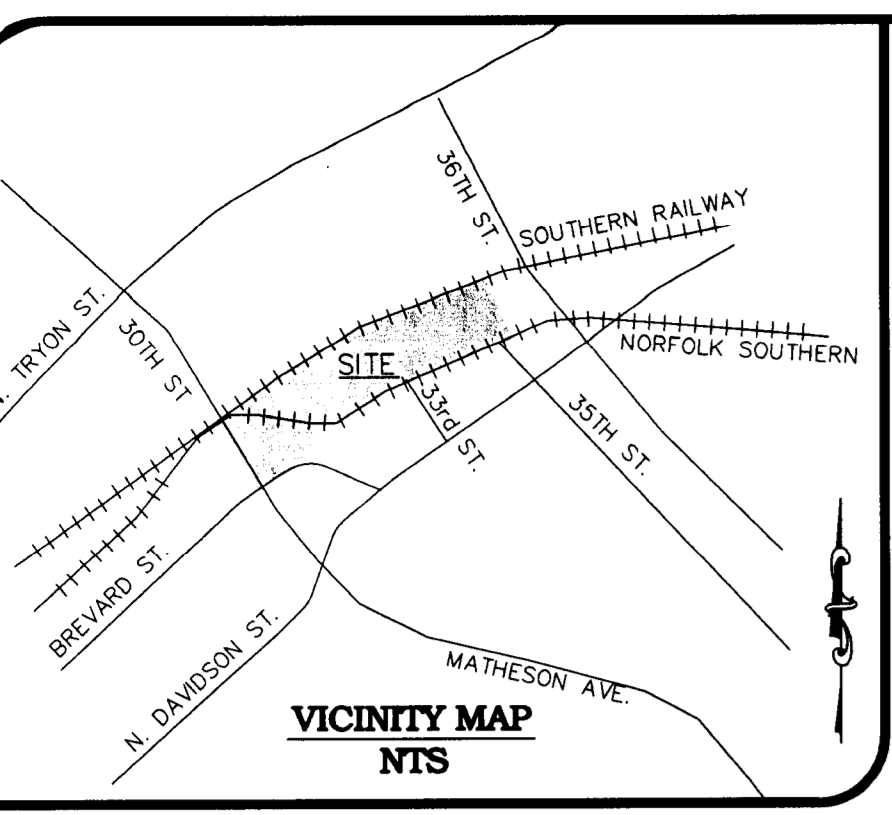 36TH ST.
SOUTHERN RAILWAY
N. TRYON ST.
30TH ST
SITE
NORFOLK SOUTHERN
33rd ST.
35TH ST.
BREVARD ST.
N. DAVIDSON ST.
MATHESON AVE.
VICINITY MAP
NTS